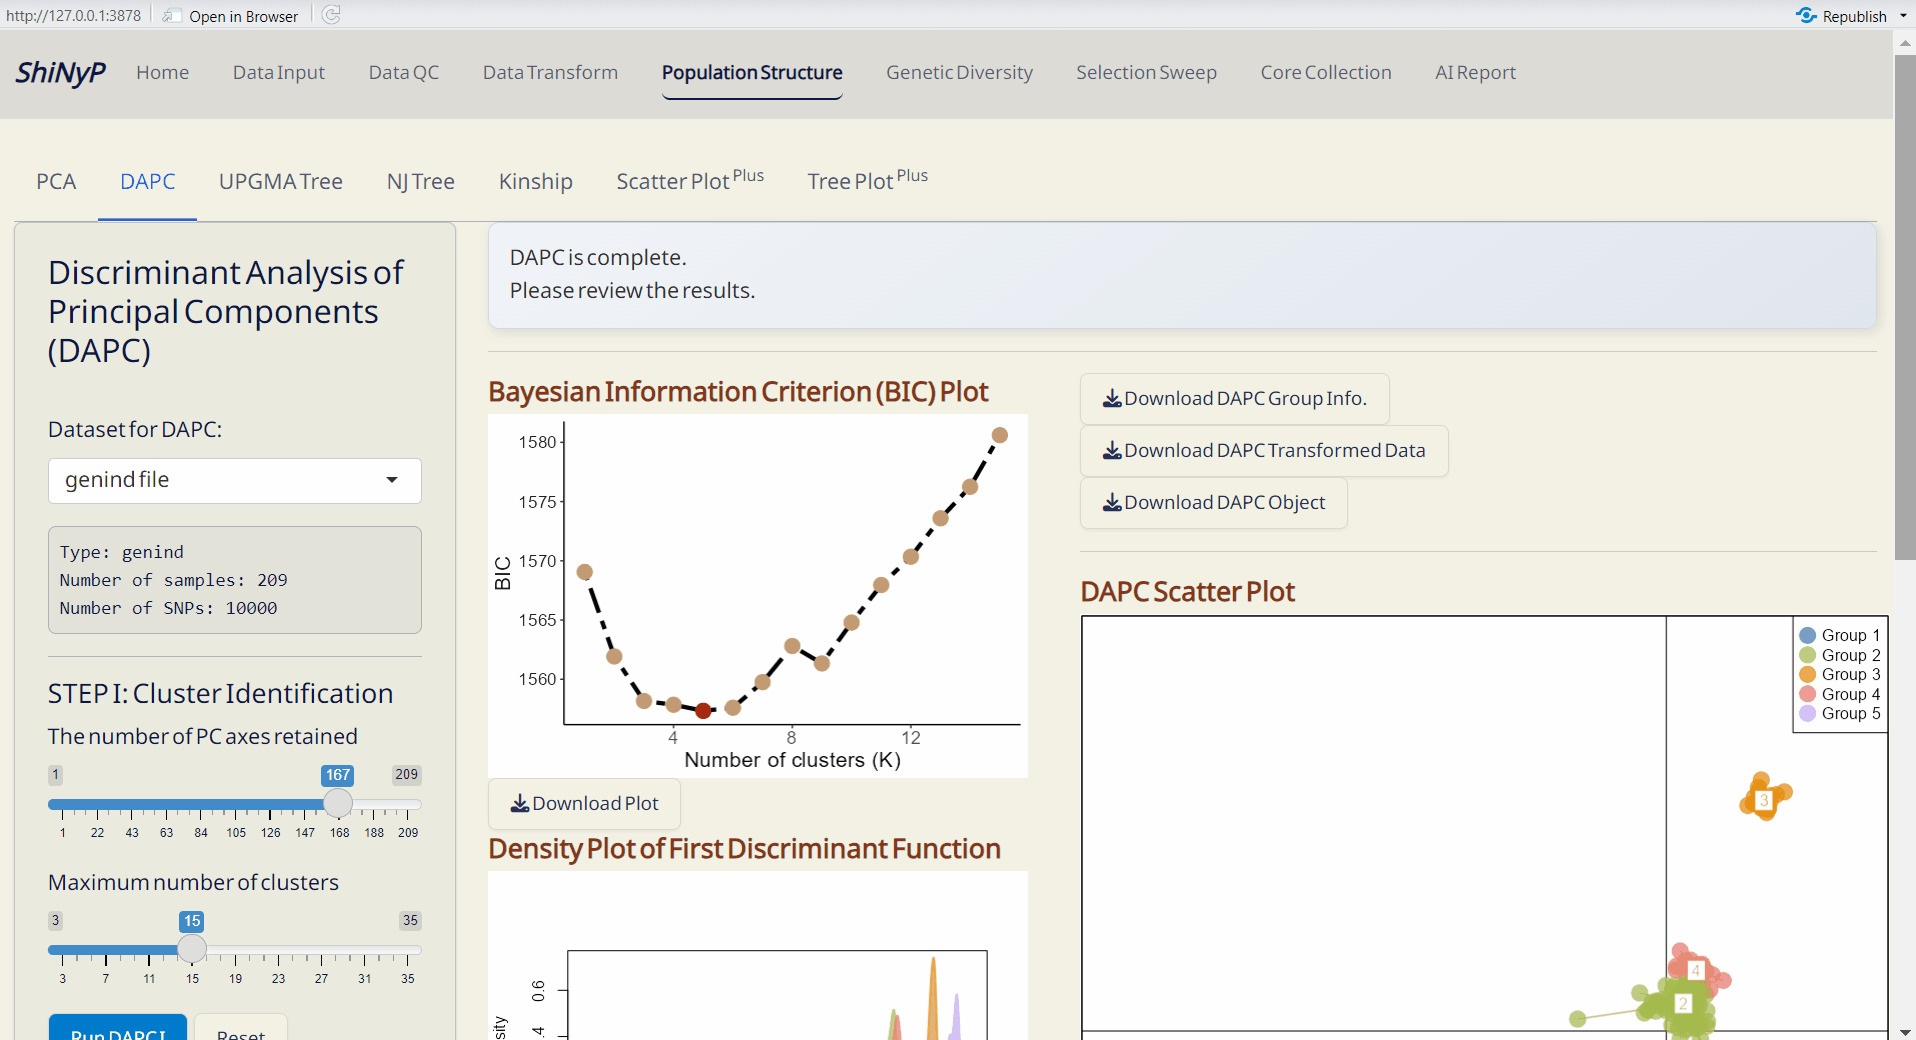 http://127.0.0.1:3878 Open in Browser Republish
ShiNyP Home Data Input Data QC Data Transform Population Structure Genetic Diversity Selection Sweep Core Collection AI Report
PCA DAPC UPGMA Tree NJ Tree Kinship Scatter Plot Plus Tree Plot Plus
Discriminant Analysis of
Principal Components
(DAPC)
Dataset for DAPC:
genind file
Type: genind
Number of samples: 209
Number of SNPs: 10000
STEP I: Cluster Identification
The number of PC axes retained
1 167 209
1 22 43 63 84 105 126 147 168 188 209
Maximum number of clusters
3 15 35
3 7 11 15 19 23 27 31 35
Run DAPC I Reset
DAPC is complete.
Please review the results.
Bayesian Information Criterion (BIC) Plot
1580
1575
1570
1565
1560
BIC
4 8 12
Number of clusters (K)
Download Plot
Density Plot of First Discriminant Function
0.6
Download DAPC Group Info.
Download DAPC Transformed Data
Download DAPC Object
DAPC Scatter Plot
Group 1
Group 2
Group 3
Group 4
Group 5
3
4
2